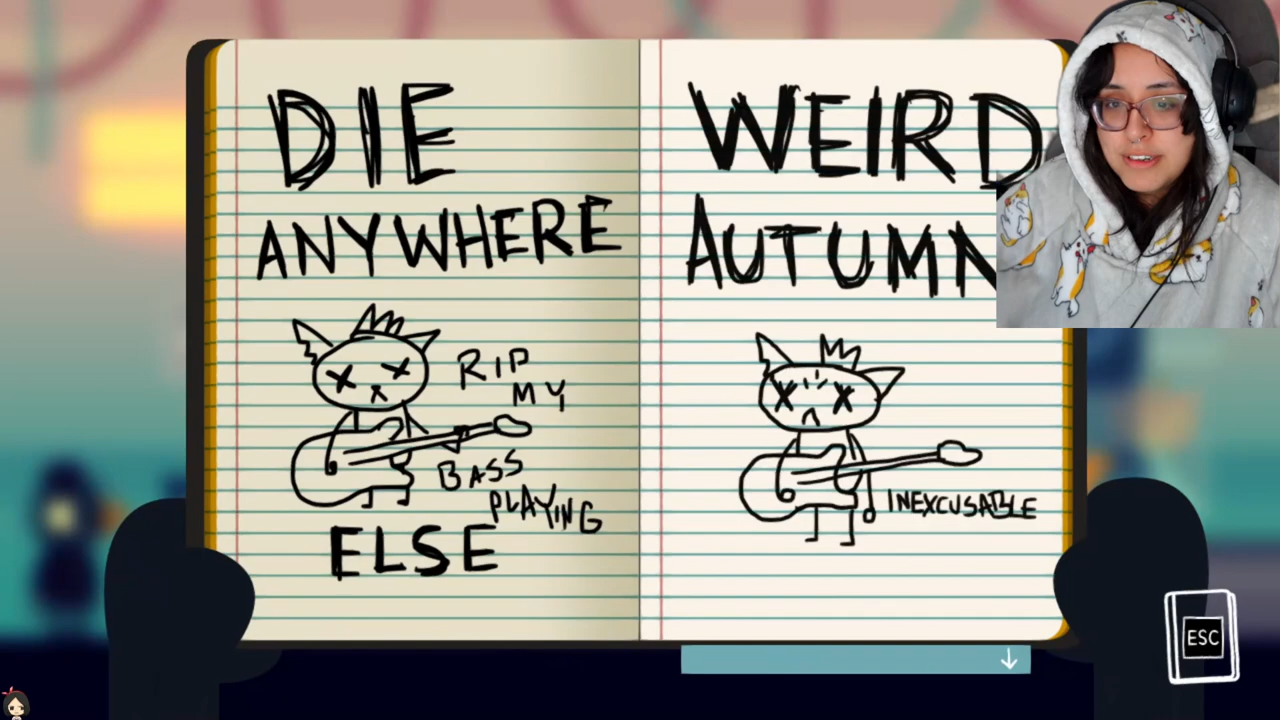 DIE
ANYWHERE
RIP
MY
BASS
PLAYING
ELSE
WEIRD
AUTUMN
INEXCUSABLE
ESC